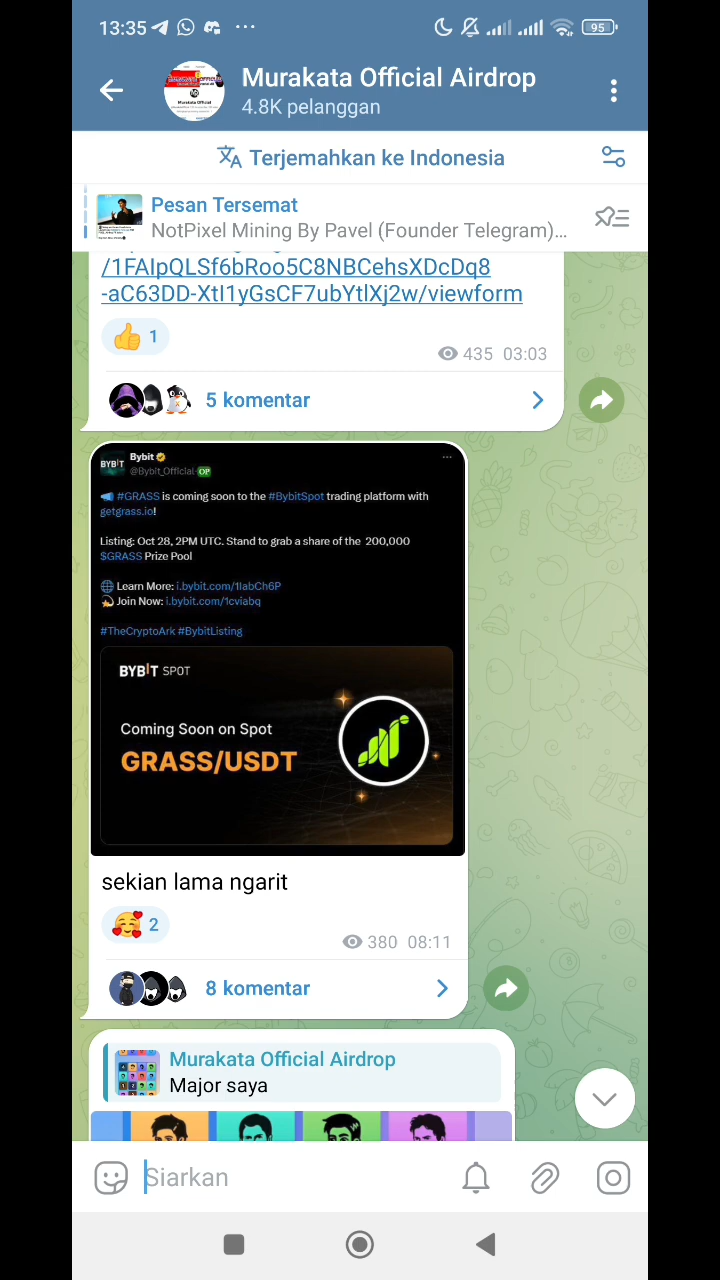 13:35
95
Murakata Official Airdrop
4.8K pelanggan
Terjemahkan ke Indonesia
Pesan Tersemat
NotPixel Mining By Pavel (Founder Telegram)...
/1FAIpQLSf6bRoo5C8NBCehsXDcDq8
-aC63DD-XtI1yGsCF7ubYtlXj2w/viewform
1
435 03:03
5 komentar
BYBIT
Bybit
@Bybit_Official· OP
#GRASS is coming soon to the #BybitSpot trading platform with
getgrass.io!
Listing: Oct 28, 2PM UTC. Stand to grab a share of the 200,000
$GRASS Prize Pool
Learn More: i.bybit.com/1IabCh6P
Join Now: i.bybit.com/1cviabq
#TheCryptoArk #BybitListing
BYBIT SPOT
Coming Soon on Spot
GRASS/USDT
sekian lama ngarit
2
380 08:11
8 komentar
Murakata Official Airdrop
Major saya
Siarkan